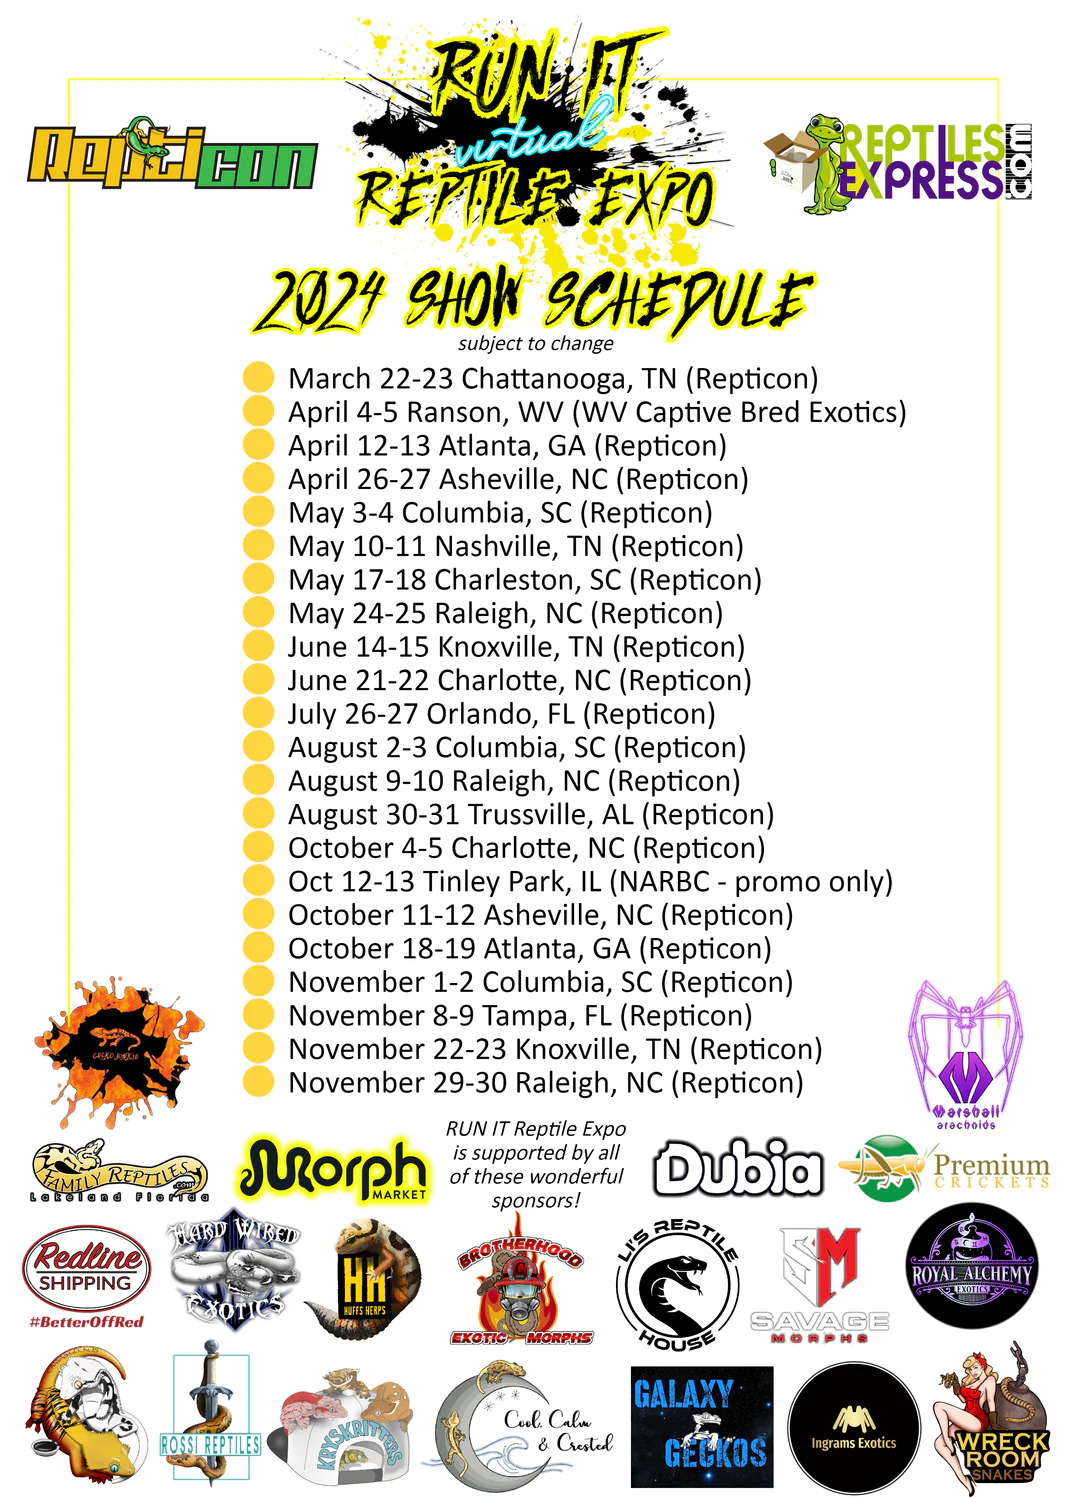 RUN IT
virtual
REPTILE EXPO
Repticon
REPTILES
EXPRESS
.COM
2024 SHOW SCHEDULE
subject to change
March 22-23 Chattanooga, TN (Repticon)
April 4-5 Ranson, WV (WV Captive Bred Exotics)
April 12-13 Atlanta, GA (Repticon)
April 26-27 Asheville, NC (Repticon)
May 3-4 Columbia, SC (Repticon)
May 10-11 Nashville, TN (Repticon)
May 17-18 Charleston, SC (Repticon)
May 24-25 Raleigh, NC (Repticon)
June 14-15 Knoxville, TN (Repticon)
June 21-22 Charlotte, NC (Repticon)
July 26-27 Orlando, FL (Repticon)
August 2-3 Columbia, SC (Repticon)
August 9-10 Raleigh, NC (Repticon)
August 30-31 Trussville, AL (Repticon)
October 4-5 Charlotte, NC (Repticon)
Oct 12-13 Tinley Park, IL (NARBC - promo only)
October 11-12 Asheville, NC (Repticon)
October 18-19 Atlanta, GA (Repticon)
November 1-2 Columbia, SC (Repticon)
November 8-9 Tampa, FL (Repticon)
November 22-23 Knoxville, TN (Repticon)
November 29-30 Raleigh, NC (Repticon)
GECKO JUNKIE
Marshall
arachnids
RUN IT Reptile Expo
is supported by all
of these wonderful
sponsors!
FAMILY REPTILES
.com
Lakeland Florida
Morph
MARKET
Dubia
Premium
CRICKETS
Redline
SHIPPING
#BetterOffRed
HARD WIRED
EXOTICS
HH
HUFFS HERPS
BROTHERHOOD
EXOTIC MORPHS
LI'S REPTILE
HOUSE
SM
SAVAGE
MORPHS
ROYAL ALCHEMY
EXOTICS
ROSSI REPTILES
KRYSKRITTERS
Cool, Calm
& Crested
GALAXY
GECKOS
Ingrams Exotics
WRECK
ROOM
SNAKES